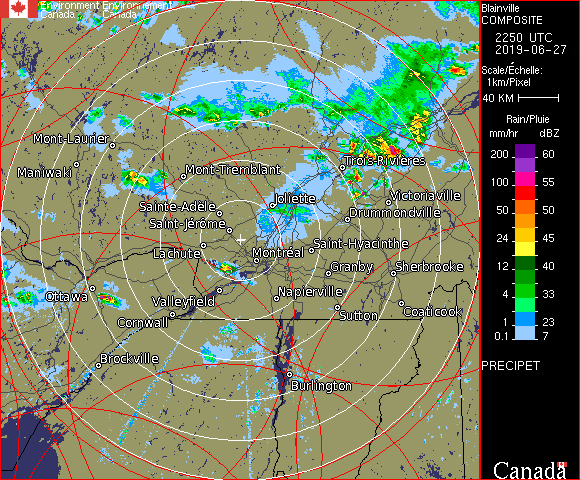 Environment Environnement
Canada Canada
Blainville
COMPOSITE
2250 UTC
2019-06-27
Scale/Échelle:
1km/Pixel
40 KM
Rain/Pluie
mm/hr dBZ
200 60
100 55
50 50
24 45
12 40
4 33
1 23
0.1 7
PRECIPET
Canada
Mont-Laurier
Maniwaki
Mont-Tremblant
Trois-Rivières
Sainte-Adèle
Joliette
Victoriaville
Drummondville
Saint-Jérôme
Lachute
Montréal
Saint-Hyacinthe
Granby
Sherbrooke
Ottawa
Valleyfield
Napierville
Cornwall
Sutton
Coaticook
Brockville
Burlington